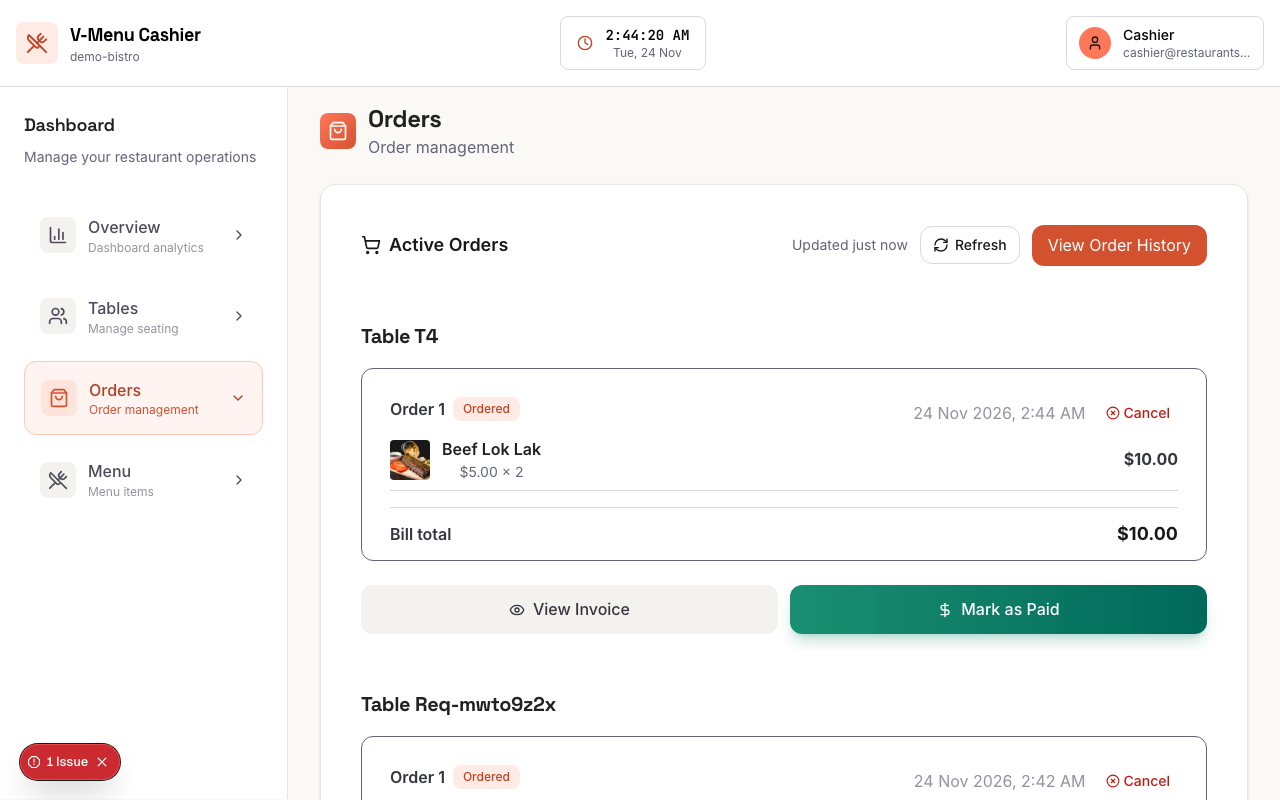 V-Menu Cashier
demo-bistro
2:44:20 AM
Tue, 24 Nov
Cashier
cashier@restaurants...
Dashboard
Manage your restaurant operations
Overview
Dashboard analytics
Tables
Manage seating
Orders
Order management
Menu
Menu items
1 Issue
Orders
Order management
Active Orders
Updated just now
Refresh
View Order History
Table T4
Order 1
Ordered
24 Nov 2026, 2:44 AM
Cancel
Beef Lok Lak
$5.00 × 2
$10.00
Bill total
$10.00
View Invoice
Mark as Paid
Table Req-mwto9z2x
Order 1
Ordered
24 Nov 2026, 2:42 AM
Cancel